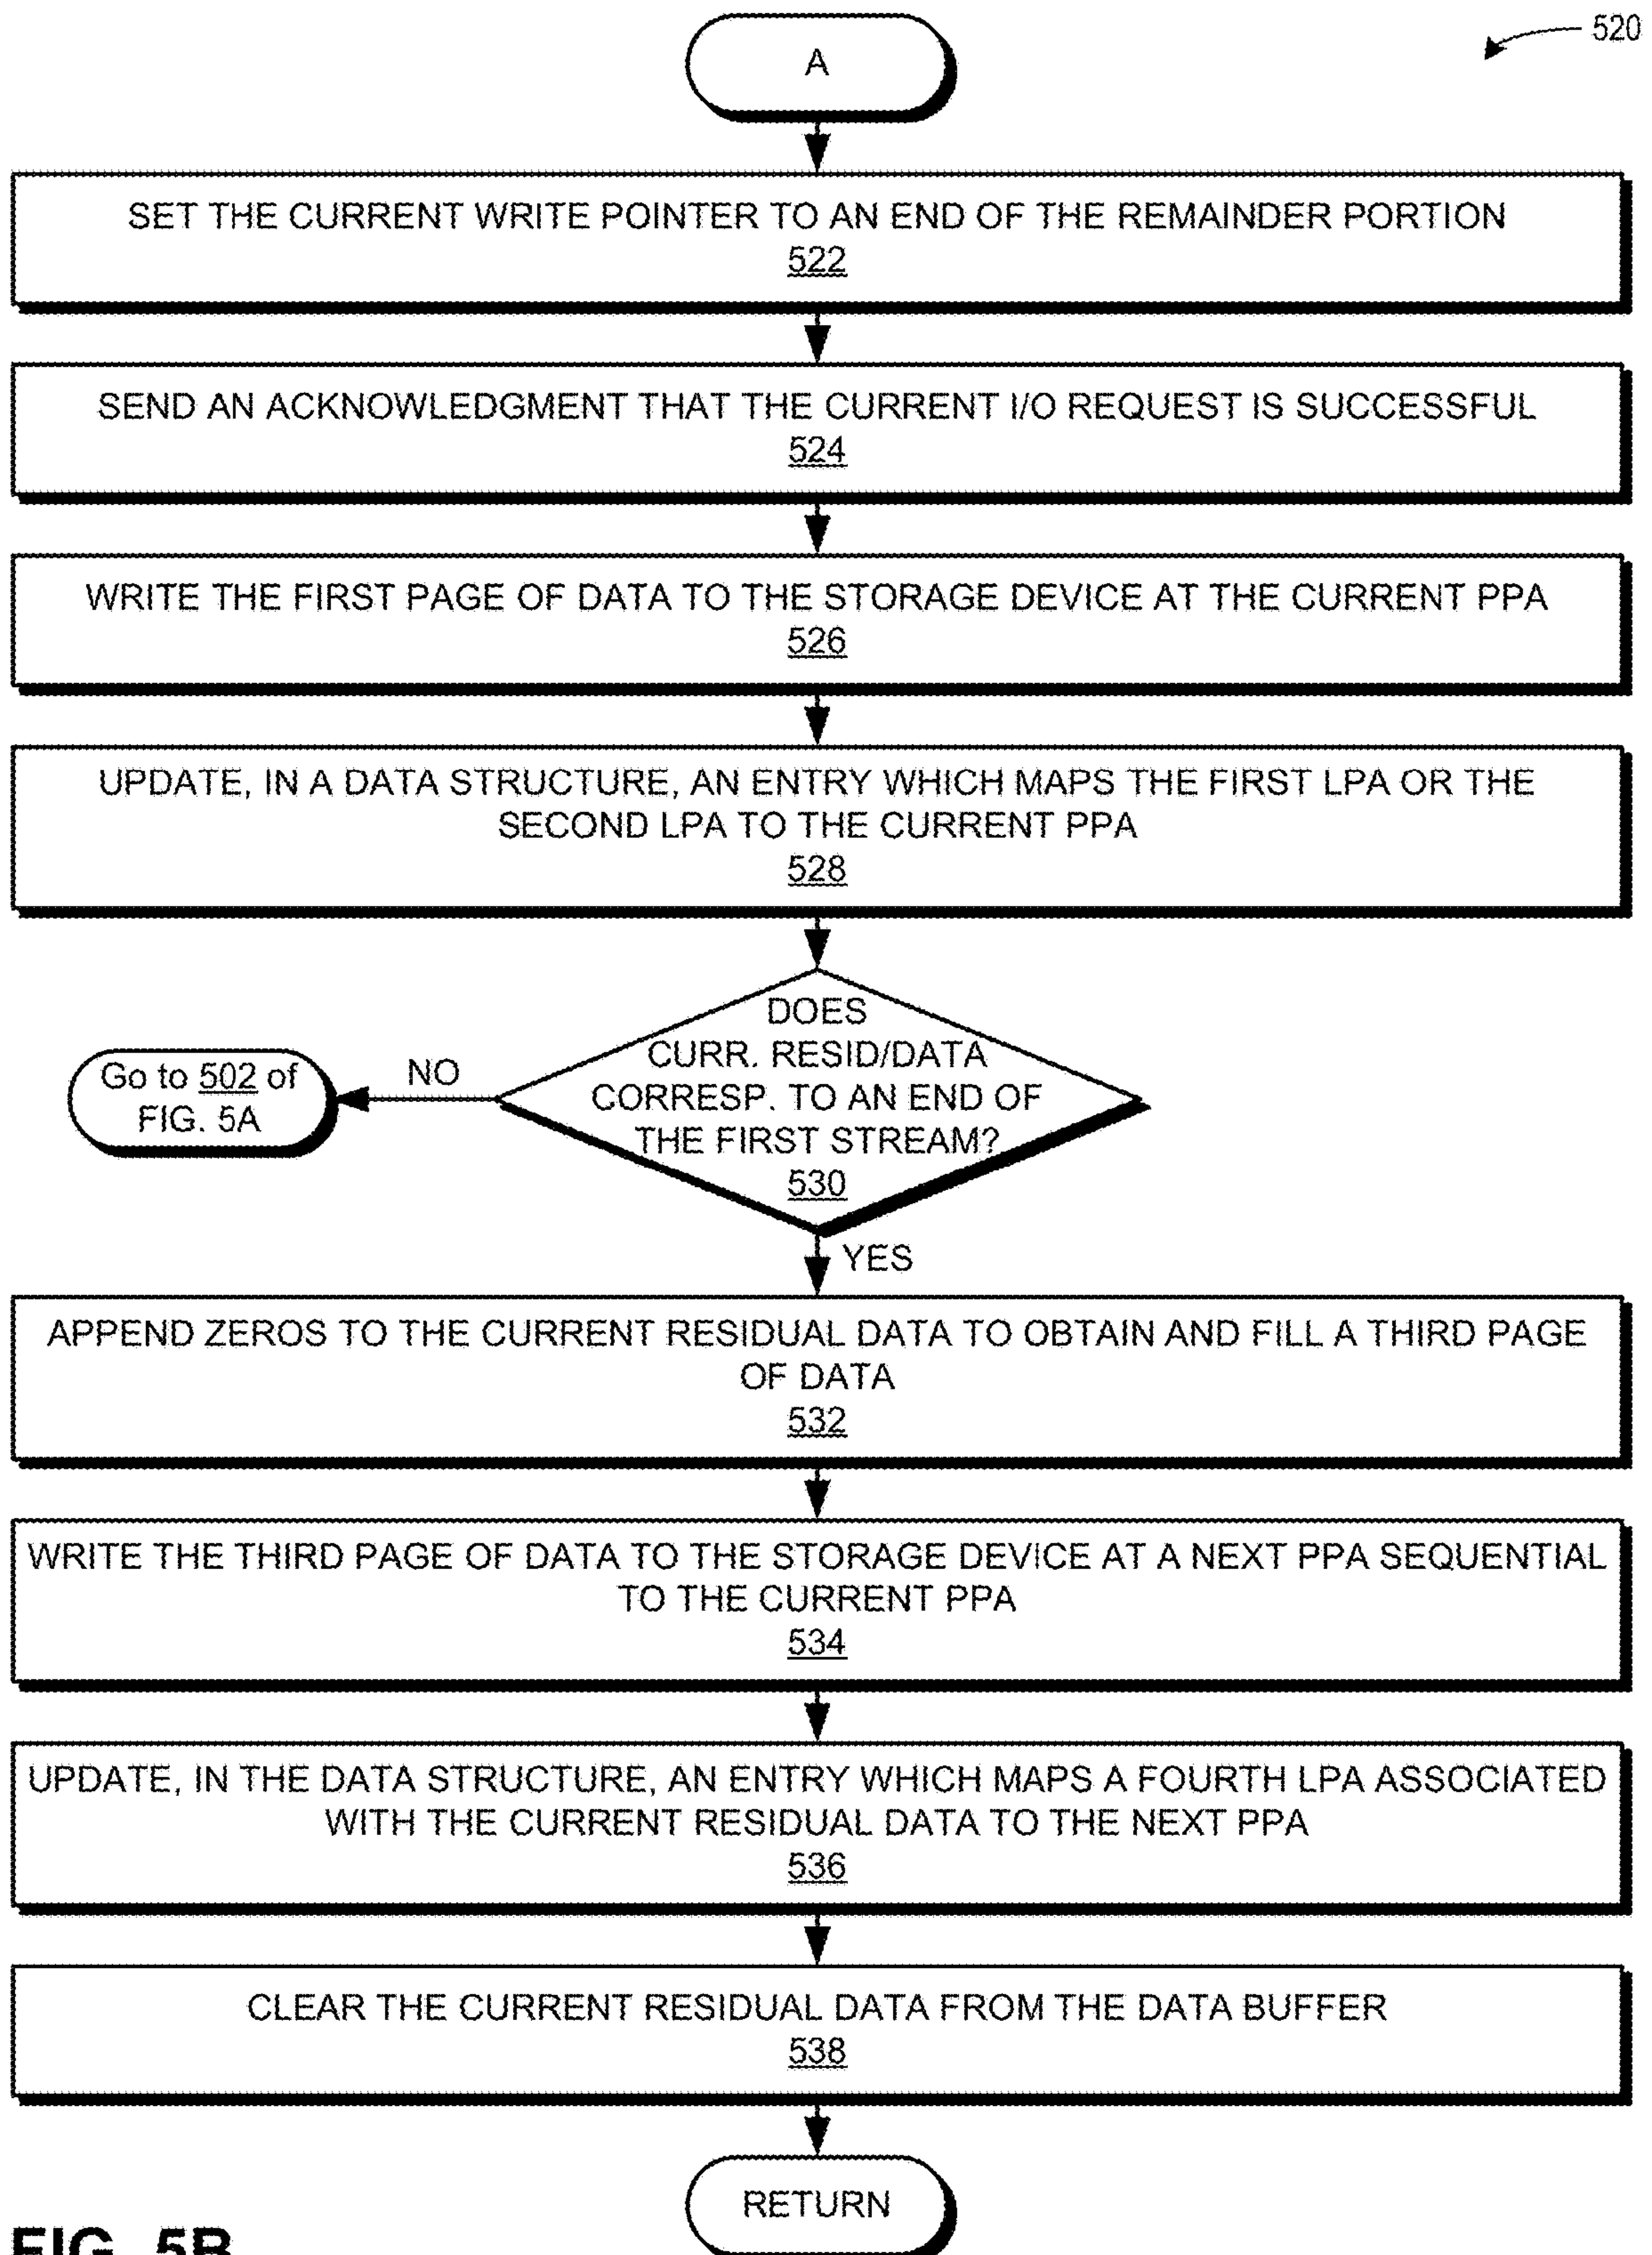 520
A
SET THE CURRENT WRITE POINTER TO AN END OF THE REMAINDER PORTION
522
SEND AN ACKNOWLEDGMENT THAT THE CURRENT I/O REQUEST IS SUCCESSFUL
524
WRITE THE FIRST PAGE OF DATA TO THE STORAGE DEVICE AT THE CURRENT PPA
526
UPDATE, IN A DATA STRUCTURE, AN ENTRY WHICH MAPS THE FIRST LPA OR THE
SECOND LPA TO THE CURRENT PPA
528
DOES
CURR. RESID/DATA
CORRESP. TO AN END OF
THE FIRST STREAM?
530
NO
Go to 502 of
FIG. 5A
YES
APPEND ZEROS TO THE CURRENT RESIDUAL DATA TO OBTAIN AND FILL A THIRD PAGE
OF DATA
532
WRITE THE THIRD PAGE OF DATA TO THE STORAGE DEVICE AT A NEXT PPA SEQUENTIAL
TO THE CURRENT PPA
534
UPDATE, IN THE DATA STRUCTURE, AN ENTRY WHICH MAPS A FOURTH LPA ASSOCIATED
WITH THE CURRENT RESIDUAL DATA TO THE NEXT PPA
536
CLEAR THE CURRENT RESIDUAL DATA FROM THE DATA BUFFER
538
RETURN
FIG. 5B